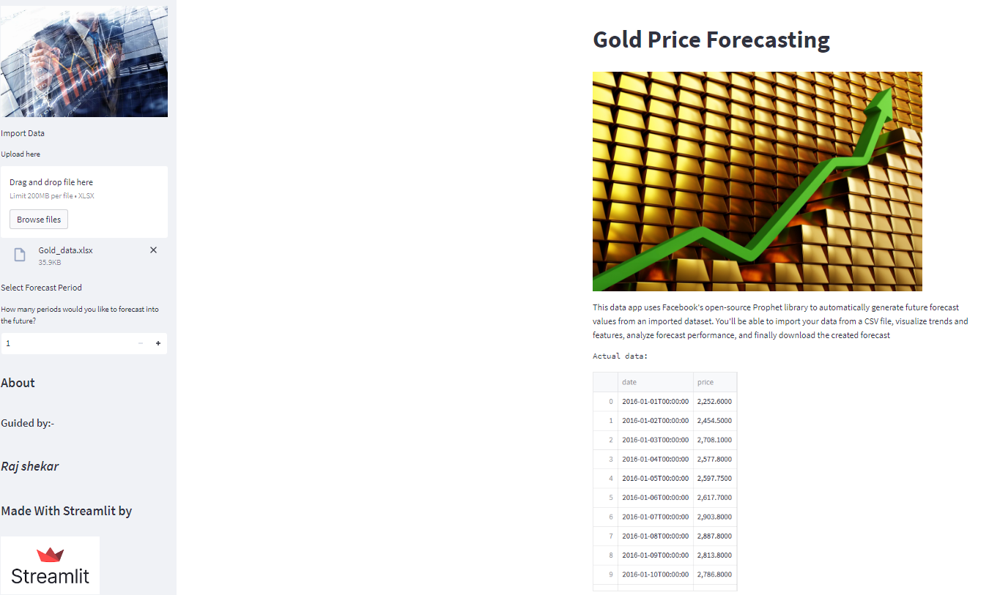 Import Data
Upload here
Drag and drop file here
Limit 200MB per file • XLSX
Browse files
Gold_data.xlsx
35.9KB
Select Forecast Period
How many periods would you like to forecast into
the future?
1 − +
About
Guided by:-
Raj shekar
Made With Streamlit by
Streamlit
Gold Price Forecasting
This data app uses Facebook's open-source Prophet library to automatically generate future forecast
values from an imported dataset. You'll be able to import your data from a CSV file, visualize trends and
features, analyze forecast performance, and finally download the created forecast
Actual data:
date price
0 2016-01-01T00:00:00 2,252.6000
1 2016-01-02T00:00:00 2,454.5000
2 2016-01-03T00:00:00 2,708.1000
3 2016-01-04T00:00:00 2,577.8000
4 2016-01-05T00:00:00 2,597.7500
5 2016-01-06T00:00:00 2,617.7000
6 2016-01-07T00:00:00 2,903.8000
7 2016-01-08T00:00:00 2,887.8000
8 2016-01-09T00:00:00 2,813.8000
9 2016-01-10T00:00:00 2,786.8000